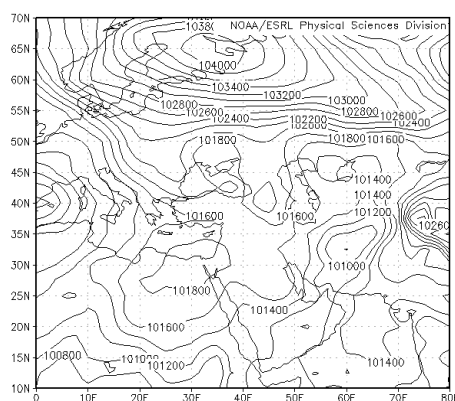 NOAA/ESRL Physical Sciences Division
70N
65N
104000
103400
60N
103200
102800 103000
102600 102800
55N
102600
102400 102200 102400
50N
101800 101800 101600
45N
101400
101400
40N
101600 101600 101200
35N
30N
101000
25N
101800
101400
20N
101600
15N
100800 101200 101400
10N
0 10E 20E 30E 40E 50E 60E 70E